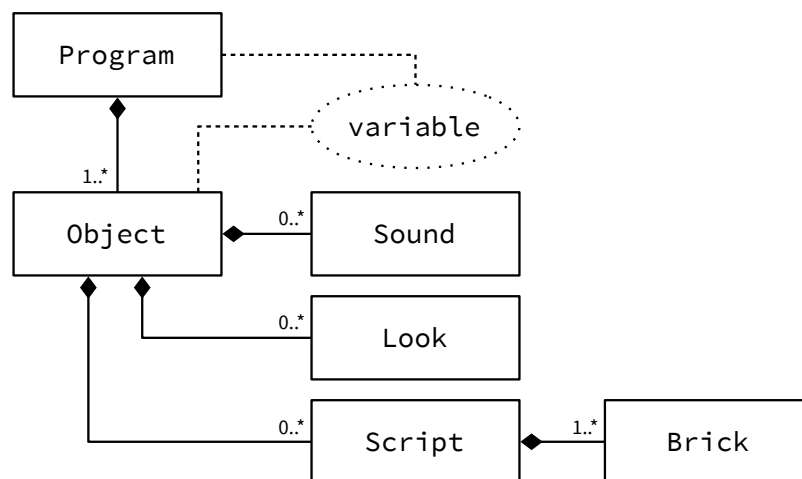 Program
variable
1..*
Object
0..*
Sound
0..*
Look
0..*
Script
1..*
Brick